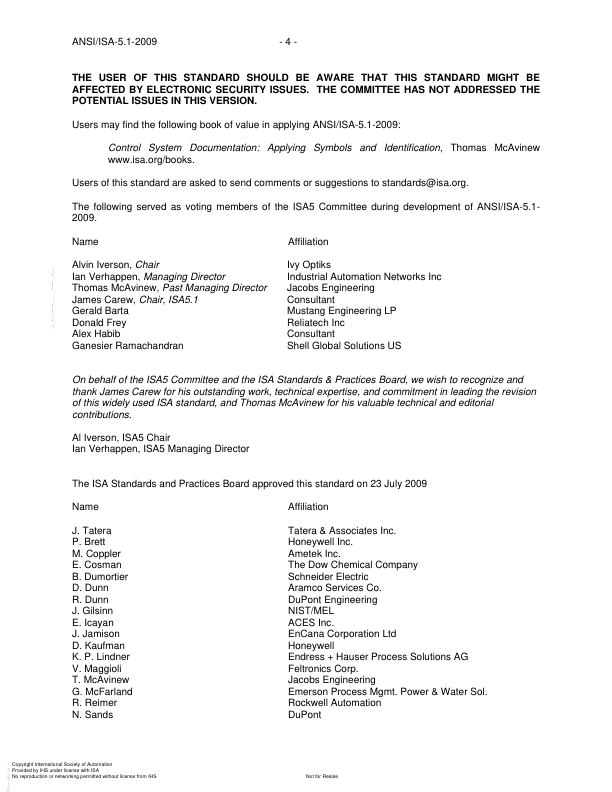 ANSI/ISA-5.1-2009 - 4 -
THE USER OF THIS STANDARD SHOULD BE AWARE THAT THIS STANDARD MIGHT BE
AFFECTED BY ELECTRONIC SECURITY ISSUES. THE COMMITTEE HAS NOT ADDRESSED THE
POTENTIAL ISSUES IN THIS VERSION.
Users may find the following book of value in applying ANSI/ISA-5.1-2009:
Control System Documentation: Applying Symbols and Identification, Thomas McAvinew
www.isa.org/books.
Users of this standard are asked to send comments or suggestions to standards@isa.org.
The following served as voting members of the ISA5 Committee during development of ANSI/ISA-5.1-
2009.
Name Affiliation
Alvin Iverson, Chair Ivy Optiks
Ian Verhappen, Managing Director Industrial Automation Networks Inc
Thomas McAvinew, Past Managing Director Jacobs Engineering
James Carew, Chair, ISA5.1 Consultant
Gerald Barta Mustang Engineering LP
Donald Frey Reliatech Inc
Alex Habib Consultant
Ganesier Ramachandran Shell Global Solutions US
On behalf of the ISA5 Committee and the ISA Standards & Practices Board, we wish to recognize and
thank James Carew for his outstanding work, technical expertise, and commitment in leading the revision
of this widely used ISA standard, and Thomas McAvinew for his valuable technical and editorial
contributions.
Al Iverson, ISA5 Chair
Ian Verhappen, ISA5 Managing Director
The ISA Standards and Practices Board approved this standard on 23 July 2009
Name Affiliation
J. Tatera Tatera & Associates Inc.
P. Brett Honeywell Inc.
M. Coppler Ametek Inc.
E. Cosman The Dow Chemical Company
B. Dumortier Schneider Electric
D. Dunn Aramco Services Co.
R. Dunn DuPont Engineering
J. Gilsinn NIST/MEL
E. Icayan ACES Inc.
J. Jamison EnCana Corporation Ltd
D. Kaufman Honeywell
K. P. Lindner Endress + Hauser Process Solutions AG
V. Maggioli Feltronics Corp.
T. McAvinew Jacobs Engineering
G. McFarland Emerson Process Mgmt. Power & Water Sol.
R. Reimer Rockwell Automation
N. Sands DuPont
Copyright International Society of Automation
Provided by IHS under license with ISA
No reproduction or networking permitted without license from IHS Not for Resale